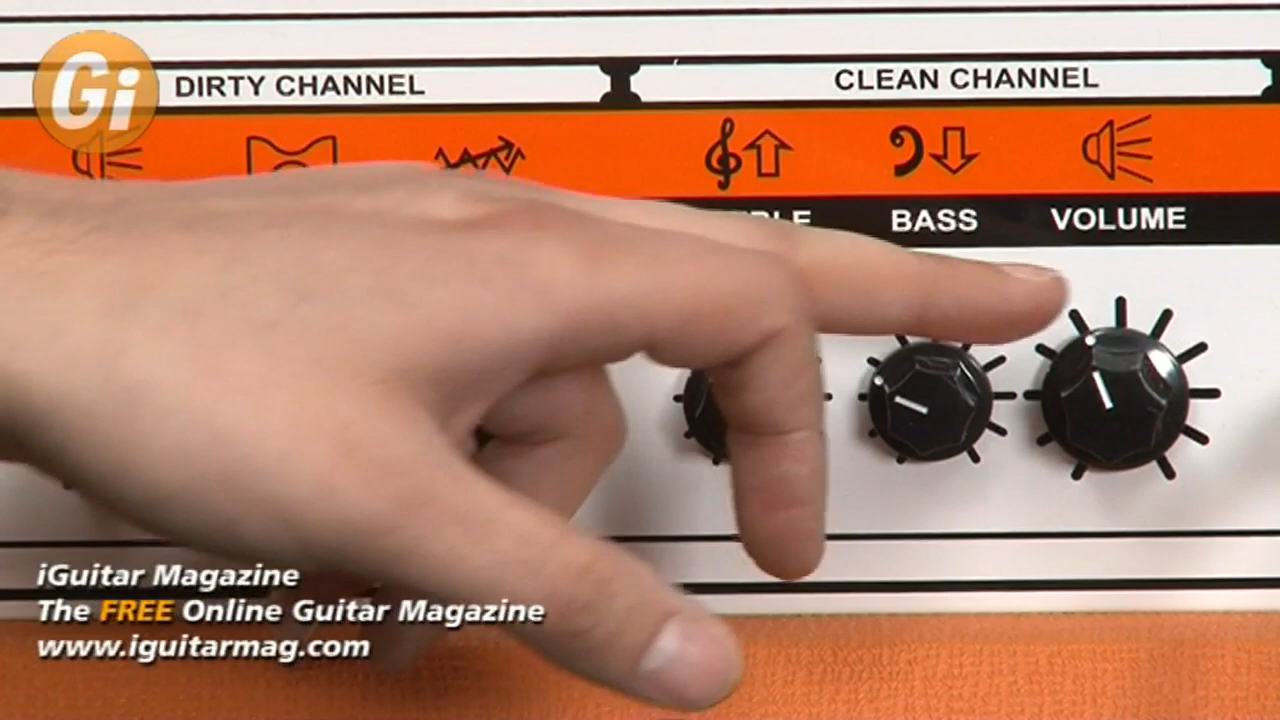 Gi
DIRTY CHANNEL
CLEAN CHANNEL
BASS
VOLUME
iGuitar Magazine
The FREE Online Guitar Magazine
www.iguitarmag.com